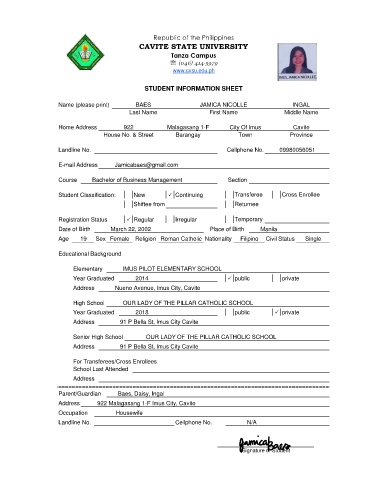 Republic of the Philippines
CAVITE STATE UNIVERSITY
Tanza Campus
☎ (046) 414-3979
www.cvsu.edu.ph
BAES, JAMICA NICOLLE I.
STUDENT INFORMATION SHEET
Name (please print) BAES JAMICA NICOLLE INGAL
Last Name First Name Middle Name
Home Address 922 Malagasang 1-F City Of Imus Cavite
House No. & Street Barangay Town Province
Landline No. Cellphone No. 09980056051
E-mail Address Jamicabaes@gmail.com
Course Bachelor of Business Management Section
Student Classification: New ✓ Continuing Transferee Cross Enrollee
Shiftee from Returnee
Registration Status ✓ Regular Irregular Temporary
Date of Birth March 22, 2002 Place of Birth Manila
Age 19 Sex Female Religion Roman Catholic Nationality Filipino Civil Status Single
Educational Background
Elementary IMUS PILOT ELEMENTARY SCHOOL
Year Graduated 2014 ✓ public private
Address Nueno Avenue, Imus City, Cavite
High School OUR LADY OF THE PILLAR CATHOLIC SCHOOL
Year Graduated 2018 public ✓ private
Address 91 P Bella St, Imus City Cavite
Senior High School OUR LADY OF THE PILLAR CATHOLIC SCHOOL
Address 91 P Bella St, Imus City Cavite
For Transferees/Cross Enrollees
School Last Attended
Address
Parent/Guardian Baes, Daisy, Ingal
Address 922 Malagasang 1-F Imus City, Cavite
Occupation Housewife
Landline No. Cellphone No. N/A
Jamica Baes
Signature of Student